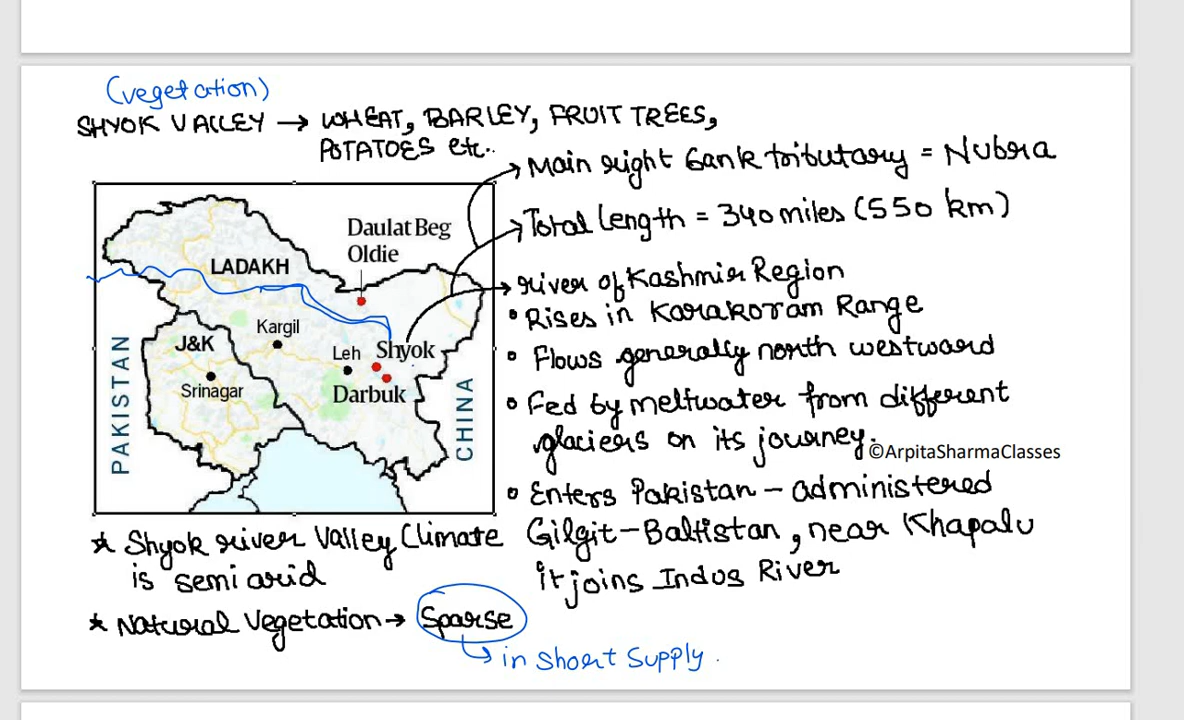 (vegetation)
SHYOK VALLEY → WHEAT, BARLEY, FRUIT TREES,
POTATOES etc..
Main right bank tributary = Nubra
Total length = 340 miles (550 km)
river of Kashmir Region
• Rises in Karakoram Range
• Flows generally north westward
• Fed by meltwater from different
glaciers on its journey.
©ArpitaSharmaClasses
• Enters Pakistan - administered
Gilgit-Baltistan, near Khapalu
it joins Indus River
Daulat Beg
Oldie
LADAKH
Kargil
J&K
Leh Shyok
Srinagar
Darbuk
PAKISTAN
CHINA
* Shyok river Valley Climate
is semi arid
* Natural Vegetation → Sparse
in short supply.